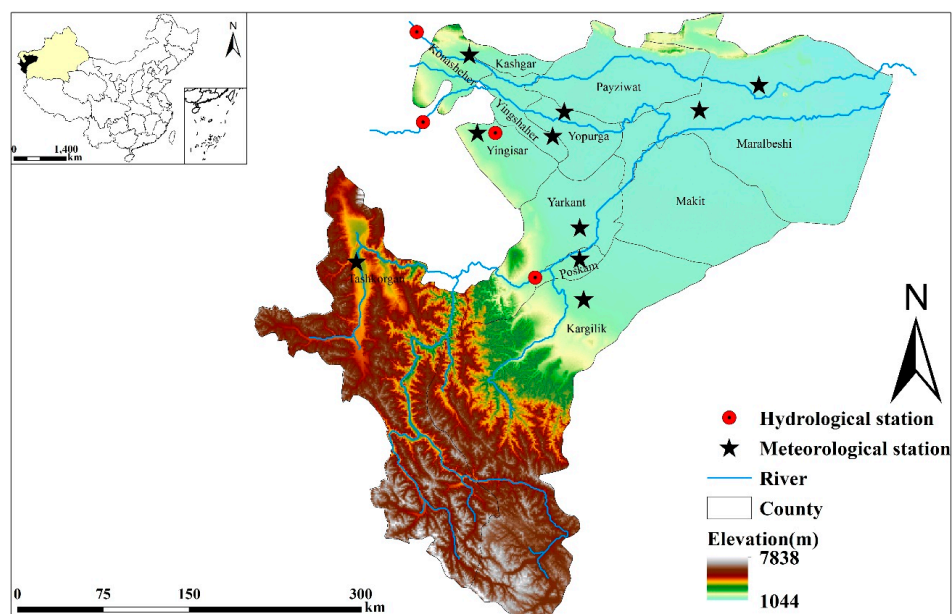 N
0
1,400
km
Konasheher
Kashgar
Payziwat
Yingshaher
Yopurga
Yingisar
Maralbeshi
Yarkant
Makit
Poskam
Tashkorgan
Kargilik
N
Hydrological station
Meteorological station
River
County
Elevation(m)
7838
1044
0 75 150 300
km